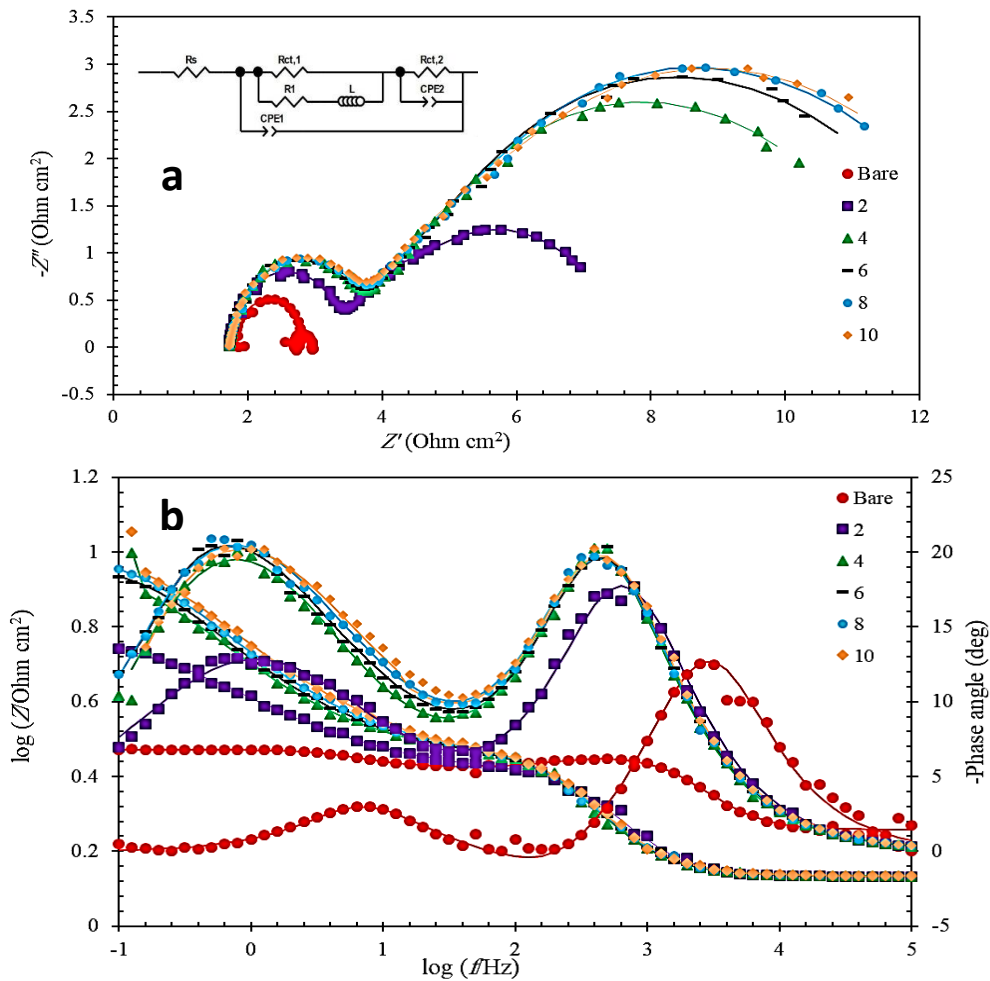 3.5
3
2.5
2
1.5
1
0.5
0
-0.5
-Z″ (Ohm cm²)
Rs
Rct,1
Rct,2
R1
L
CPE2
CPE1
a
Bare
2
4
6
8
10
0
2
4
6
8
10
12
Z′ (Ohm cm²)
1.2
1
0.8
0.6
0.4
0.2
0
log (Z/Ohm cm²)
b
Bare
2
4
6
8
10
25
20
15
10
5
0
-5
-Phase angle (deg)
-1
0
1
2
3
4
5
log (f/Hz)